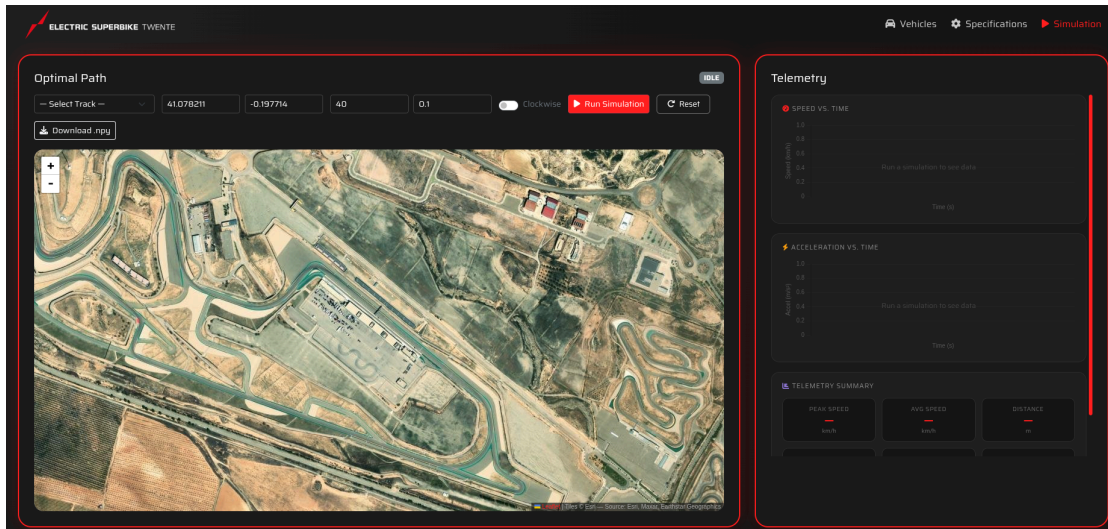 ELECTRIC SUPERBIKE TWENTE
Vehicles
Specifications
Simulation
Optimal Path
IDLE
— Select Track —
41.078211
-0.197714
40
0.1
Clockwise
Run Simulation
Reset
Download .npy
+
-
Leaflet | Tiles © Esri — Source: Esri, Maxar, Earthstar Geographics
Telemetry
SPEED VS. TIME
1.0
0.8
0.6
0.4
0.2
0
Speed (km/h)
Run a simulation to see data
Time (s)
ACCELERATION VS. TIME
1.0
0.8
0.6
0.4
0.2
0
Run a simulation to see data
Time (s)
TELEMETRY SUMMARY
PEAK SPEED
—
km/h
AVG SPEED
—
km/h
DISTANCE
—
m